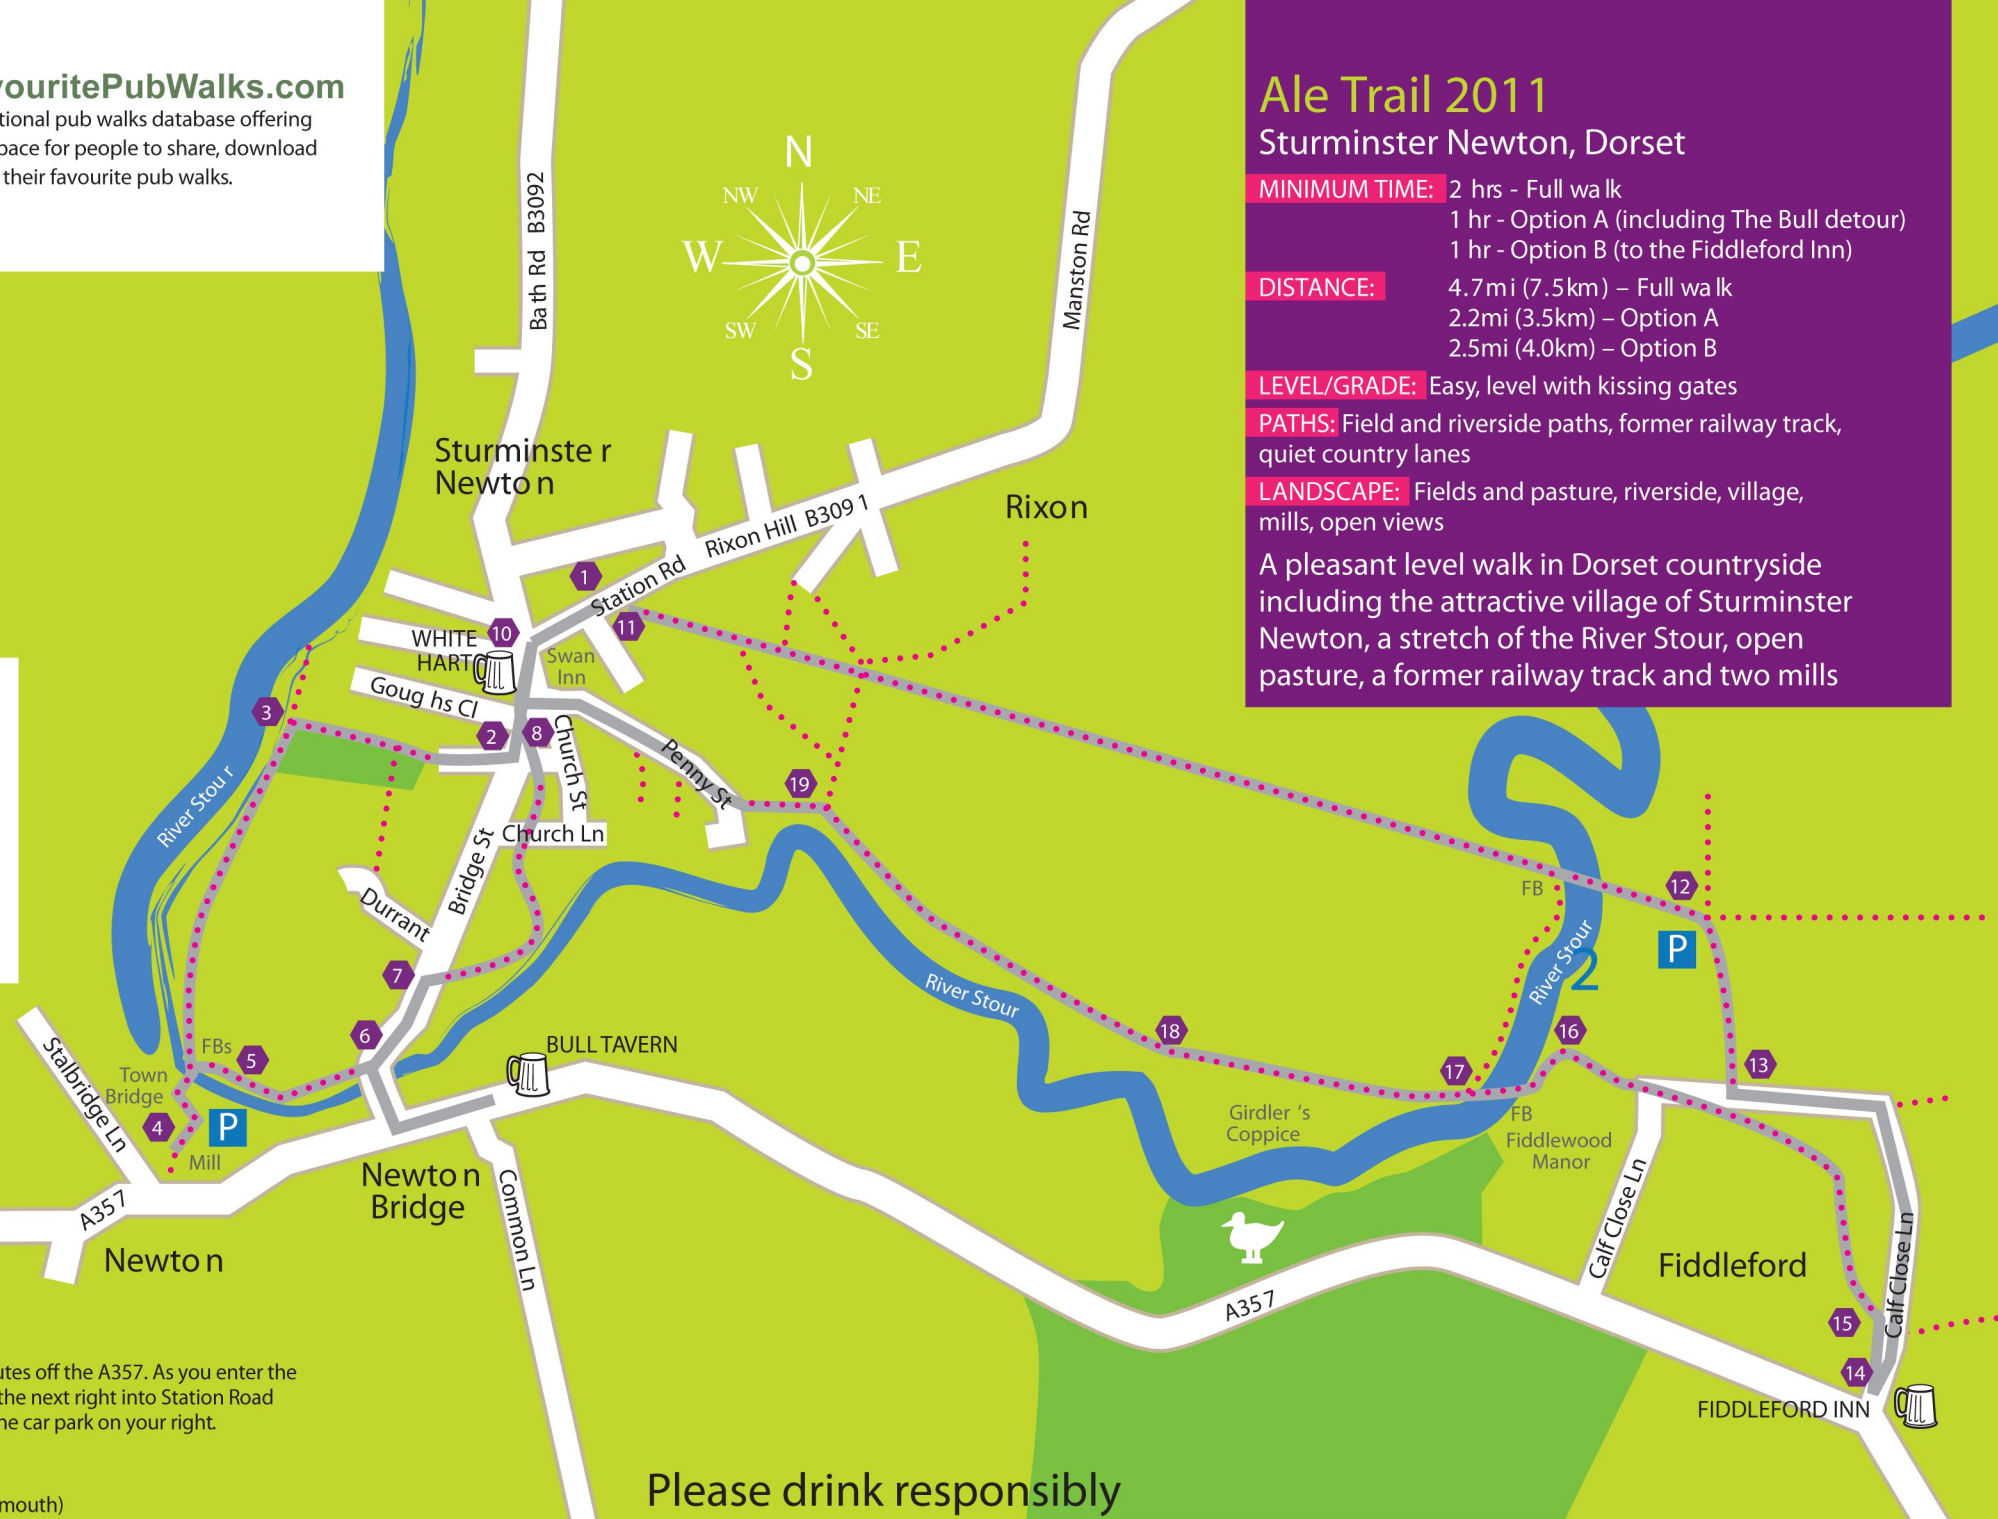 vouritePubWalks.com
tional pub walks database offering
pace for people to share, download
their favourite pub walks.
Ale Trail 2011
Sturminster Newton, Dorset
MINIMUM TIME: 2 hrs - Full walk
1 hr - Option A (including The Bull detour)
1 hr - Option B (to the Fiddleford Inn)
DISTANCE: 4.7mi (7.5km) – Full walk
2.2mi (3.5km) – Option A
2.5mi (4.0km) – Option B
LEVEL/GRADE: Easy, level with kissing gates
PATHS: Field and riverside paths, former railway track,
quiet country lanes
LANDSCAPE: Fields and pasture, riverside, village,
mills, open views
A pleasant level walk in Dorset countryside
including the attractive village of Sturminster
Newton, a stretch of the River Stour, open
pasture, a former railway track and two mills
N
NW
NE
W
E
SW
SE
S
Bath Rd B3092
Manston Rd
Sturminster
Newton
Rixon
Rixon Hill B3091
Station Rd
1
11
10
WHITE
HART
Swan
Inn
Goughs Cl
3
2
8
Church St
Penny St
19
River Stour
Church Ln
Bridge St
Durrant
7
FB
12
P
River Stour
2
River Stour
6
FBs
5
BULL TAVERN
18
16
17
13
Stalbridge Ln
Town
Bridge
4
P
Mill
Girdler's
Coppice
FB
Fiddlewood
Manor
Newton
Bridge
Common Ln
A357
Newton
Calf Close Ln
Fiddleford
Calf Close Ln
A357
15
14
FIDDLEFORD INN
utes off the A357. As you enter the
the next right into Station Road
ne car park on your right.
mouth)
Please drink responsibly